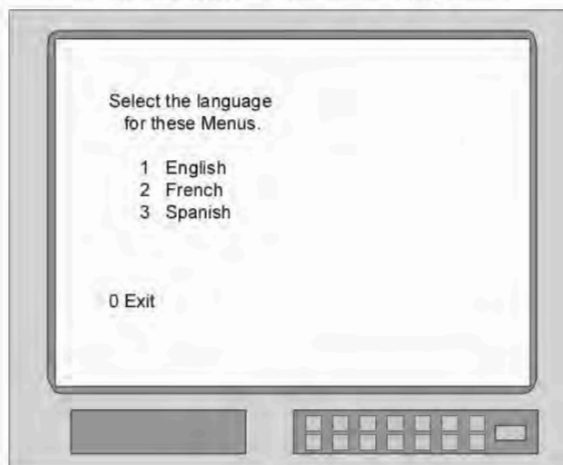 Select the language
for these Menus.
1 English
2 French
3 Spanish
0 Exit